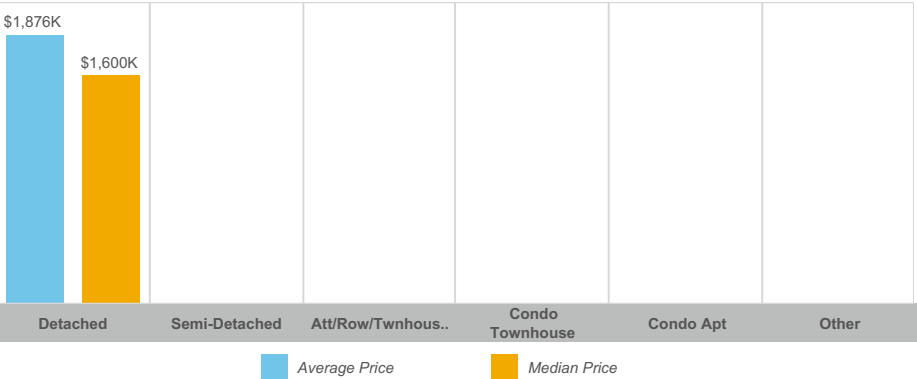 $1,876K
$1,600K
Detached
Semi-Detached
Att/Row/Twnhous..
Condo
Townhouse
Condo Apt
Other
Average Price
Median Price